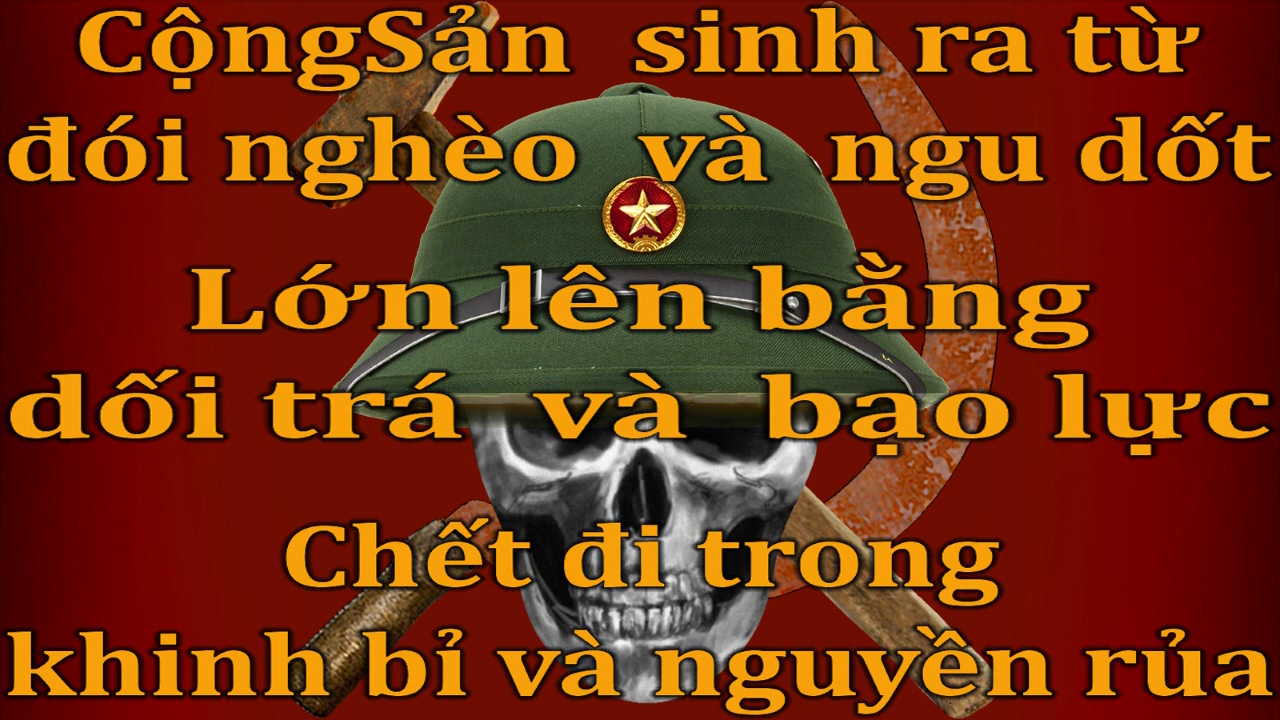 CộngSản sinh ra từ
đói nghèo và ngu dốt
Lớn lên bằng
dối trá và bạo lực
Chết đi trong
khinh bỉ và nguyền rủa